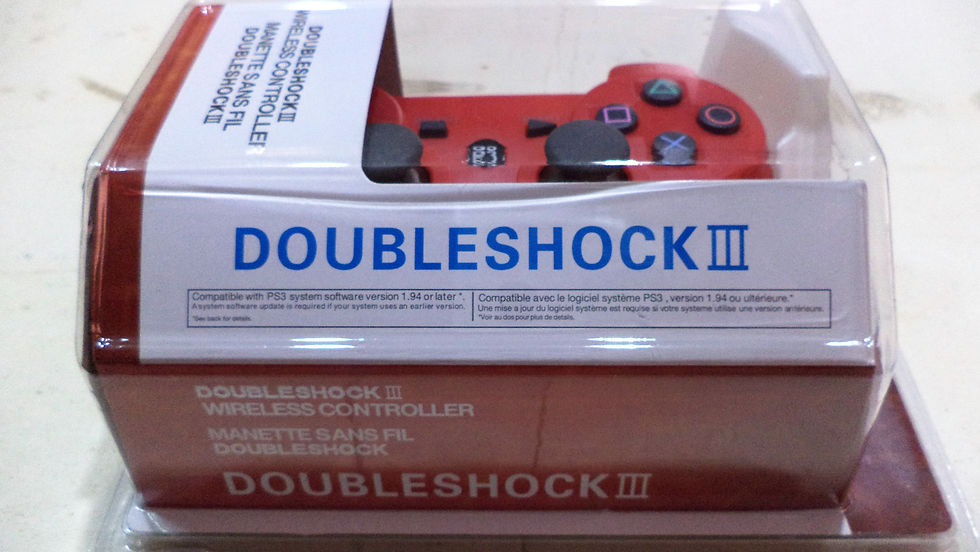 DOUBLESHOCK III
WIRELESS CONTROLLER
MANETTE SANS FIL
DOUBLESHOCK III
DOUBLESHOCK III
Compatible with PS3 system software version 1.94 or later *.
A system software update is required if your system uses an earlier version.
*See back for details.
Compatible avec le logiciel système PS3 , version 1.94 ou ultérieure.*
Une mise a jour du logiciel système est requise si votre systeme utilise une version antérieure.
*Voir au dos pour plus de details.
DOUBLESHOCK III
WIRELESS CONTROLLER
MANETTE SANS FIL
DOUBLESHOCK
DOUBLESHOCK III